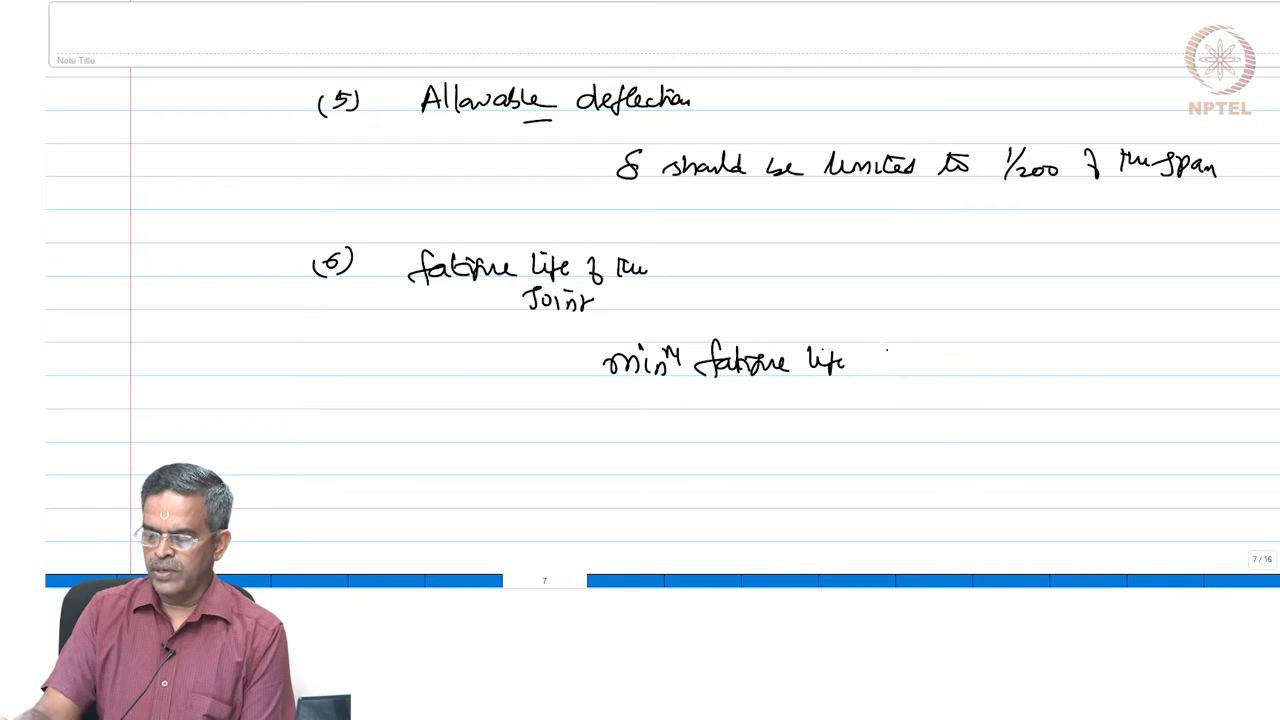 Note Title
NPTEL
(5) Allowable deflection
δ should be limited to 1/200 of the span
(6) fatigue life of the
Joint
minm fatigue life
7 / 16
7